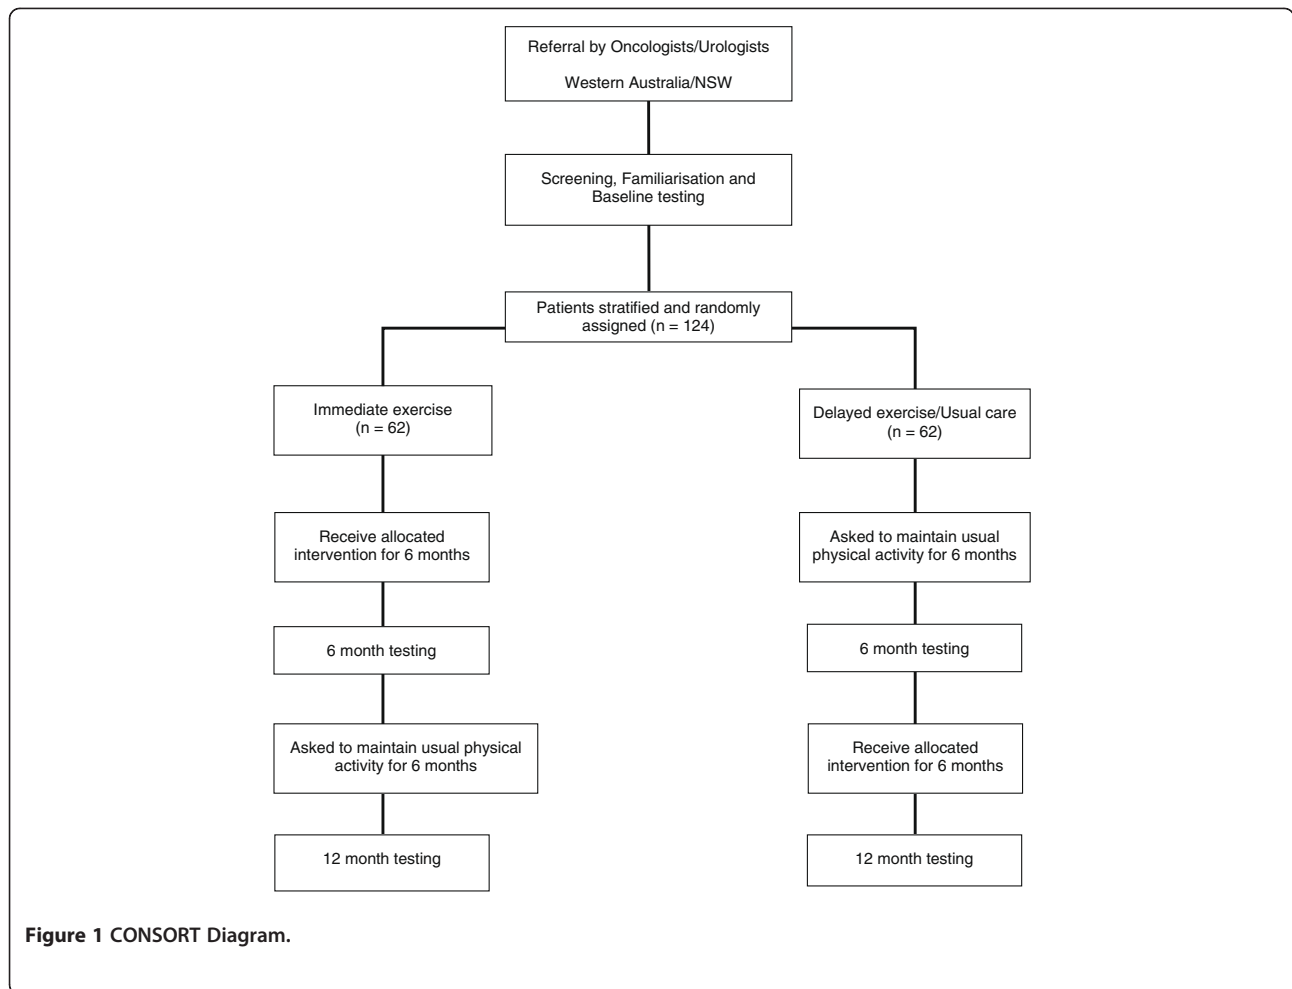 Referral by Oncologists/Urologists
Western Australia/NSW
Screening, Familiarisation and
Baseline testing
Patients stratified and randomly
assigned (n = 124)
Immediate exercise
(n = 62)
Delayed exercise/Usual care
(n = 62)
Receive allocated
intervention for 6 months
Asked to maintain usual
physical activity for 6 months
6 month testing
6 month testing
Asked to maintain usual physical
activity for 6 months
Receive allocated
intervention for 6 months
12 month testing
12 month testing
Figure 1 CONSORT Diagram.